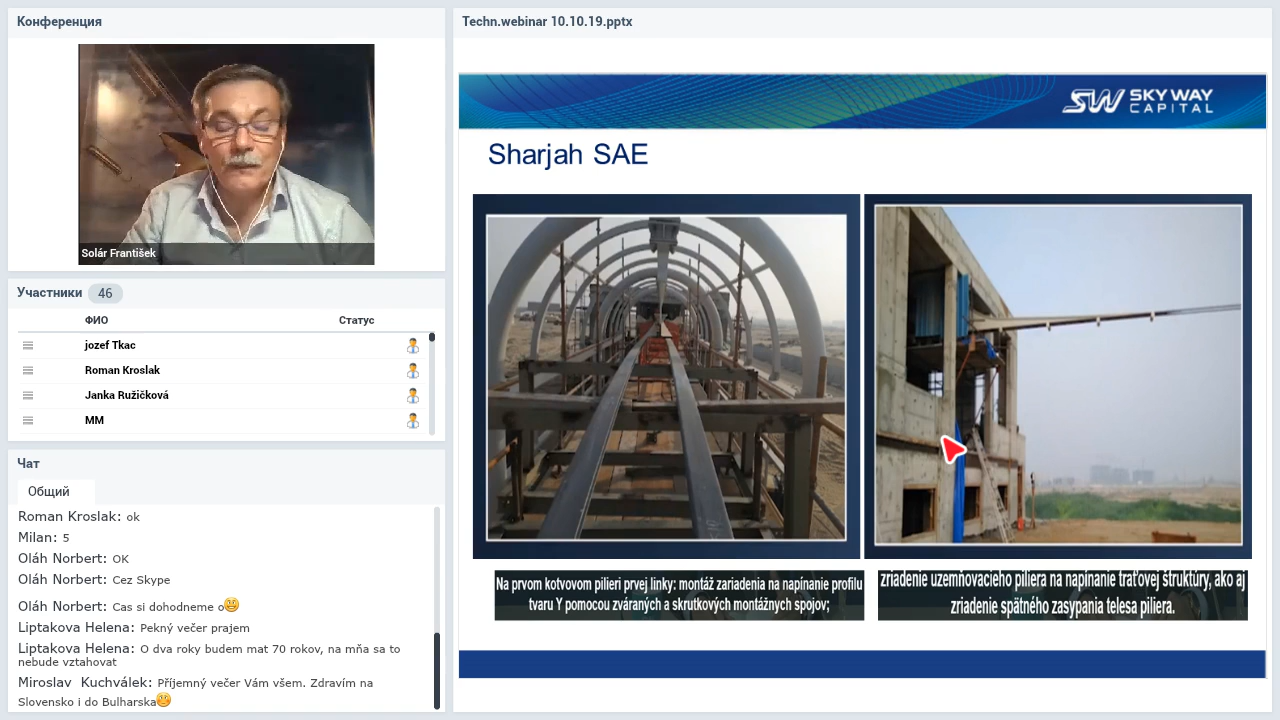 Конференция
Solár František
Участники 46
ФИО Статус
jozef Tkac
Roman Kroslak
Janka Ružičková
MM
Чат
Общий
Roman Kroslak: ok
Milan: 5
Oláh Norbert: OK
Oláh Norbert: Cez Skype
Oláh Norbert: Cas si dohodneme o
Liptakova Helena: Pekný večer prajem
Liptakova Helena: O dva roky budem mat 70 rokov, na mňa sa to
nebude vztahovat
Miroslav Kuchválek: Příjemný večer Vám všem. Zdravím na
Slovensko i do Bulharska
Techn.webinar 10.10.19.pptx
SW SKY WAY
CAPITAL
Sharjah SAE
Na prvom kotvovom pilieri prvej linky: montáž zariadenia na napínanie profilu
tvaru Y pomocou zváraných a skrutkových montážnych spojov;
zriadenie uzemňovacieho piliera na napínanie traťovej štruktúry, ako aj
zriadenie spätného zasypania telesa piliera.